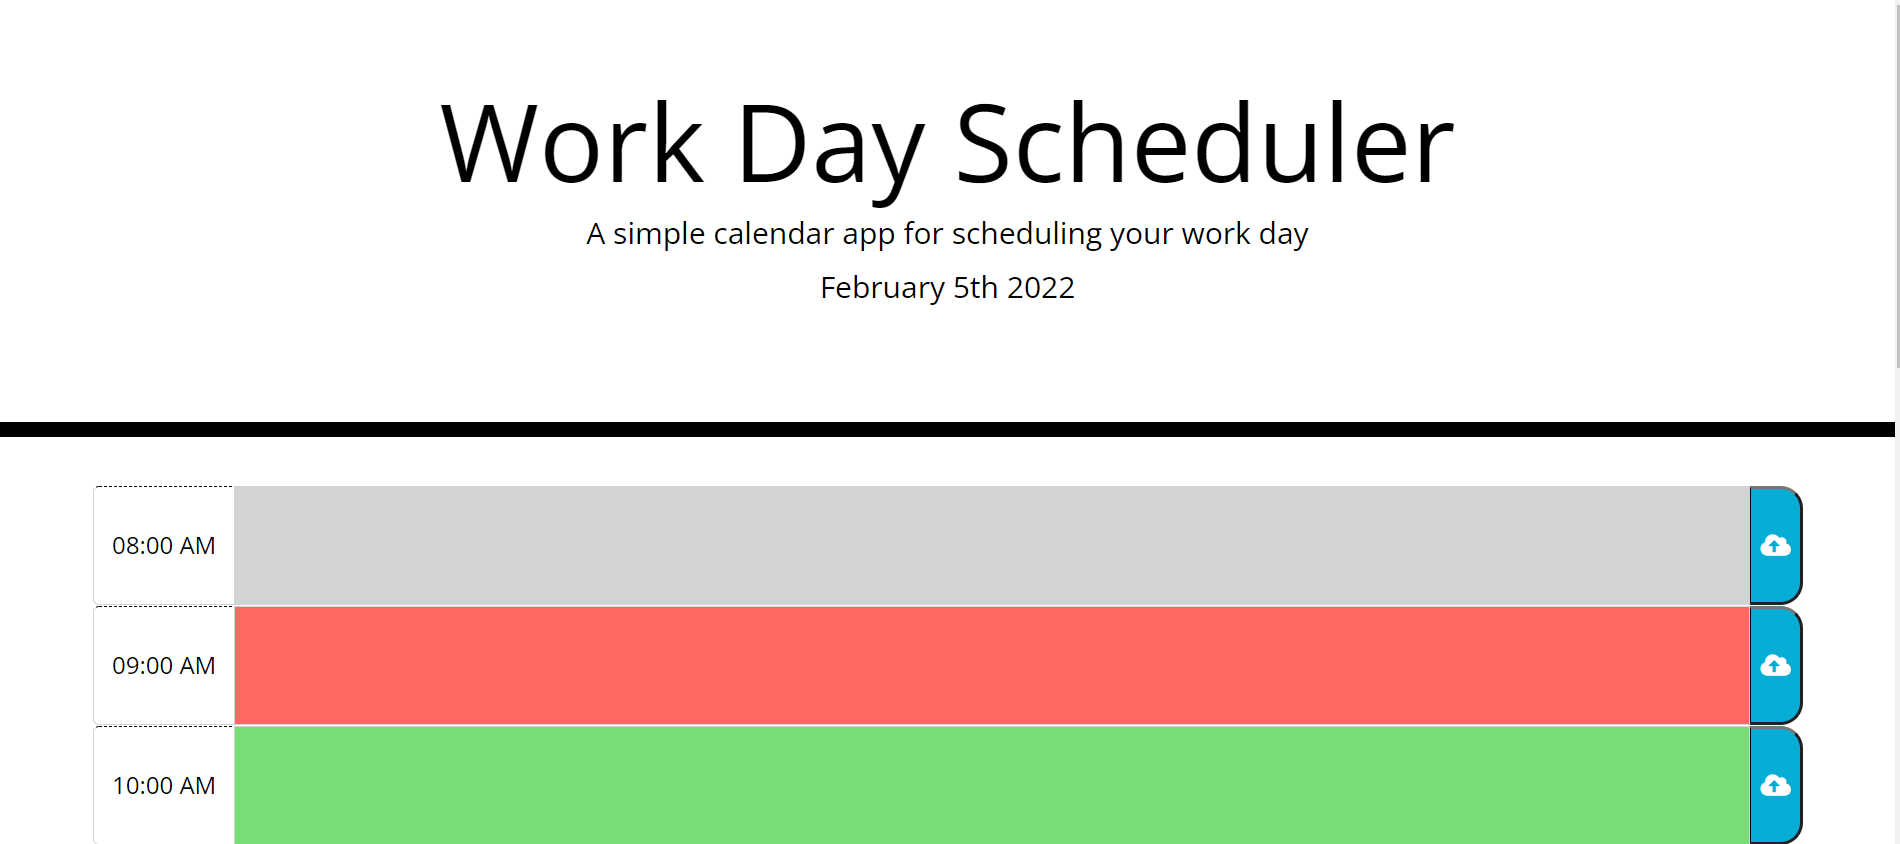 Work Day Scheduler
A simple calendar app for scheduling your work day
February 5th 2022
08:00 AM
09:00 AM
10:00 AM